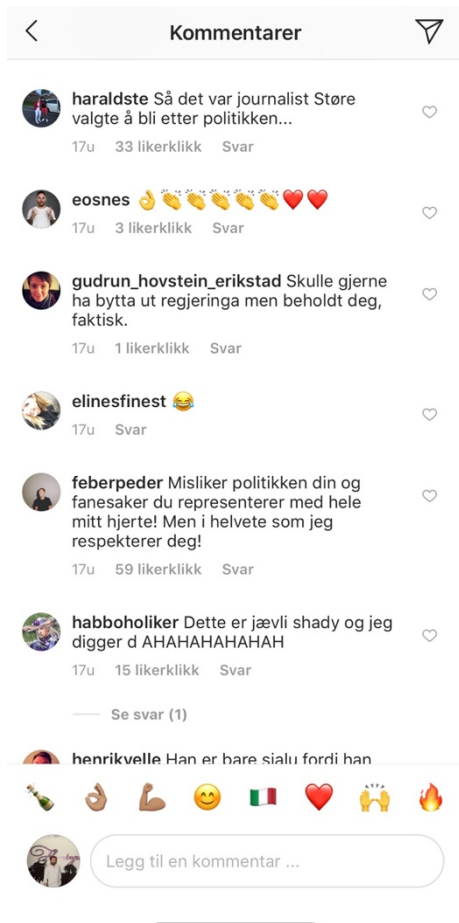 Kommentarer
haraldste Så det var journalist Støre
valgte å bli etter politikken...
17u 33 likerklikk Svar
eosnes 👌👏👏👏👏👏❤️❤️
17u 3 likerklikk Svar
gudrun_hovstein_erikstad Skulle gjerne
ha bytta ut regjeringa men beholdt deg,
faktisk.
17u 1 likerklikk Svar
elinesfinest 😂
17u Svar
feberpeder Misliker politikken din og
fanesaker du representerer med hele
mitt hjerte! Men i helvete som jeg
respekterer deg!
17u 59 likerklikk Svar
habboholiker Dette er jævli shady og jeg
digger d AHAHAHAHAHAH
17u 15 likerklikk Svar
Se svar (1)
henrikvelle Han er bare sjalu fordi han
Legg til en kommentar ...